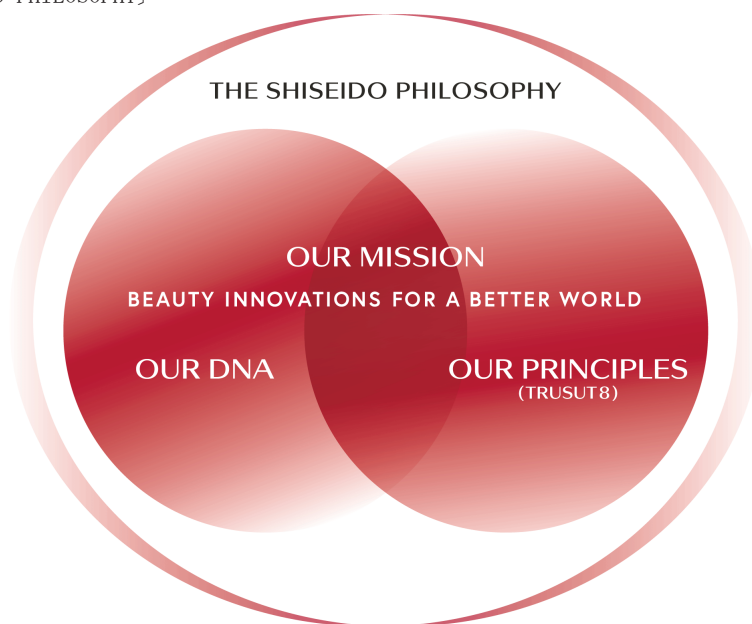 THE SHISEIDO PHILOSOPHY
OUR MISSION
BEAUTY INNOVATIONS FOR A BETTER WORLD
OUR DNA
OUR PRINCIPLES
(TRUSUT8)